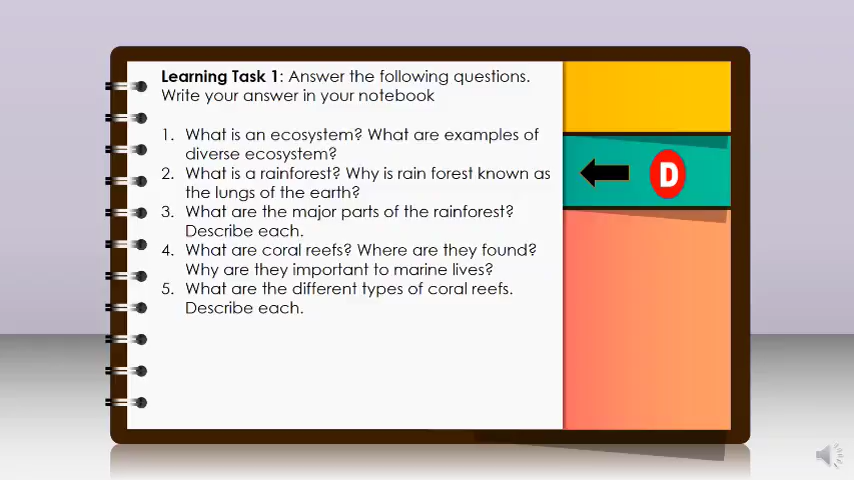 Learning Task 1: Answer the following questions.
Write your answer in your notebook
1. What is an ecosystem? What are examples of
diverse ecosystem?
2. What is a rainforest? Why is rain forest known as
the lungs of the earth?
3. What are the major parts of the rainforest?
Describe each.
4. What are coral reefs? Where are they found?
Why are they important to marine lives?
5. What are the different types of coral reefs.
Describe each.
D